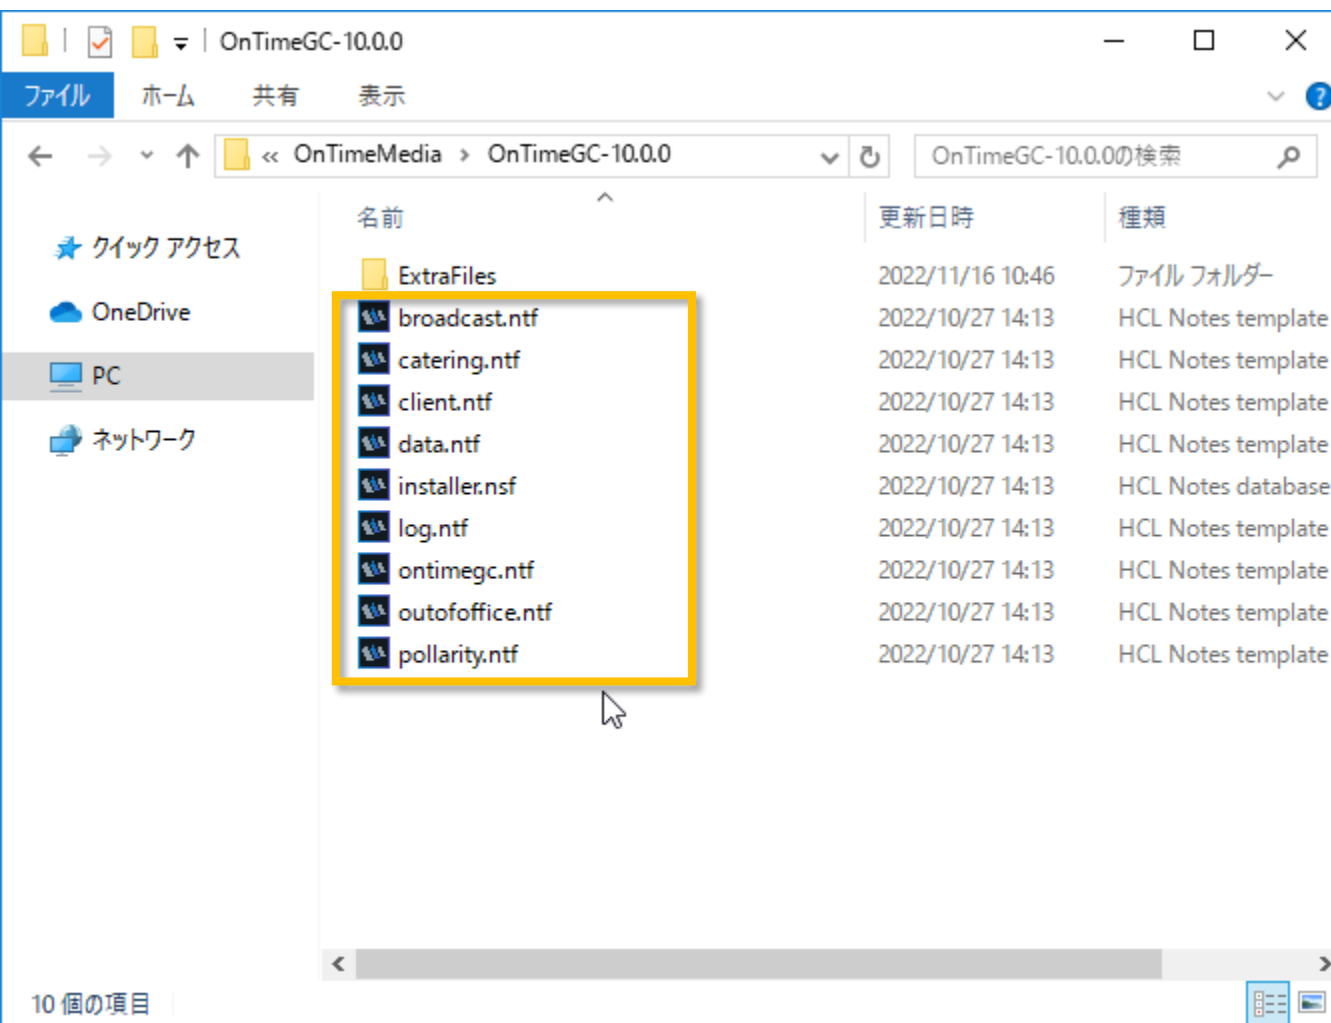 OnTimeGC-10.0.0
ファイル ホーム 共有 表示
« OnTimeMedia > OnTimeGC-10.0.0
OnTimeGC-10.0.0の検索
クイック アクセス
OneDrive
PC
ネットワーク
名前 更新日時 種類
ExtraFiles 2022/11/16 10:46 ファイル フォルダー
broadcast.ntf 2022/10/27 14:13 HCL Notes template
catering.ntf 2022/10/27 14:13 HCL Notes template
client.ntf 2022/10/27 14:13 HCL Notes template
data.ntf 2022/10/27 14:13 HCL Notes template
installer.nsf 2022/10/27 14:13 HCL Notes database
log.ntf 2022/10/27 14:13 HCL Notes template
ontimegc.ntf 2022/10/27 14:13 HCL Notes template
outofoffice.ntf 2022/10/27 14:13 HCL Notes template
pollarity.ntf 2022/10/27 14:13 HCL Notes template
10 個の項目